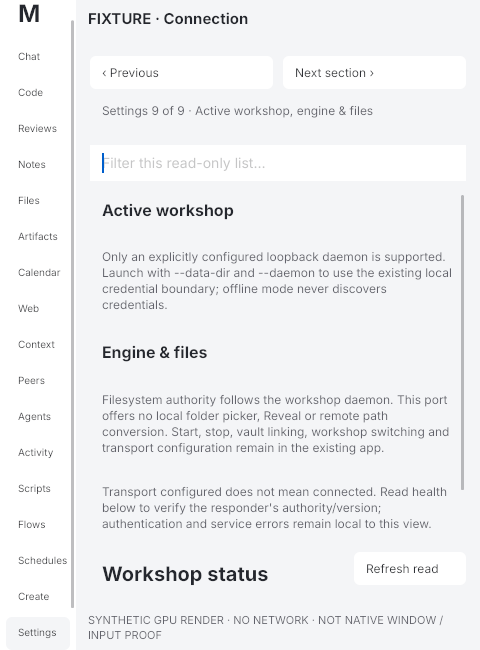 M
Chat
Code
Reviews
Notes
Files
Artifacts
Calendar
Web
Context
Peers
Agents
Activity
Scripts
Flows
Schedules
Create
Settings
FIXTURE · Connection
‹ Previous
Next section ›
Settings 9 of 9 · Active workshop, engine & files
Filter this read-only list...
Active workshop
Only an explicitly configured loopback daemon is supported.
Launch with --data-dir and --daemon to use the existing local
credential boundary; offline mode never discovers
credentials.
Engine & files
Filesystem authority follows the workshop daemon. This port
offers no local folder picker, Reveal or remote path
conversion. Start, stop, vault linking, workshop switching and
transport configuration remain in the existing app.
Transport configured does not mean connected. Read health
below to verify the responder's authority/version;
authentication and service errors remain local to this view.
Workshop status
Refresh read
SYNTHETIC GPU RENDER · NO NETWORK · NOT NATIVE WINDOW /
INPUT PROOF